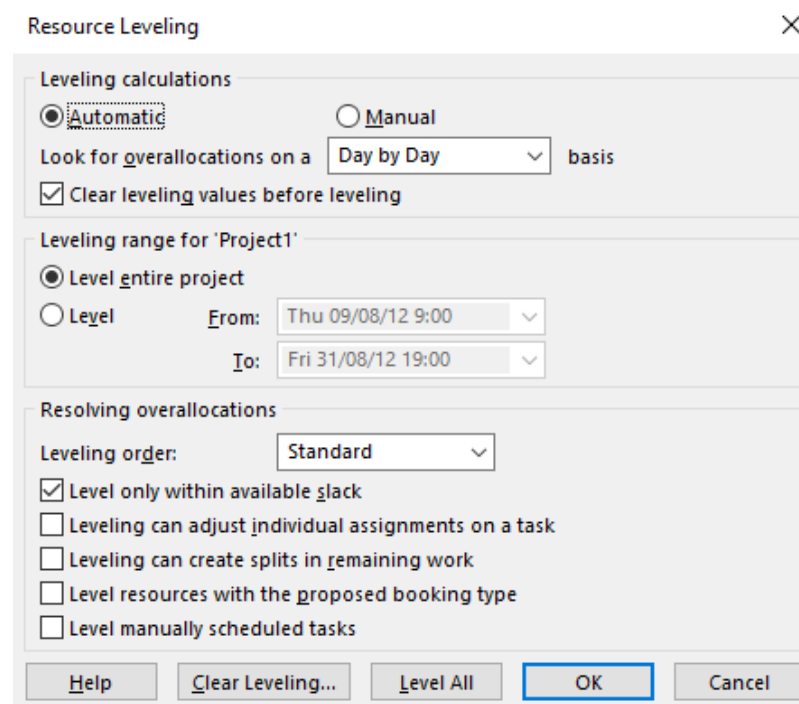 Resource Leveling
Leveling calculations
Automatic Manual
Look for overallocations on a Day by Day basis
Clear leveling values before leveling
Leveling range for 'Project1'
Level entire project
Level From: Thu 09/08/12 9:00
To: Fri 31/08/12 19:00
Resolving overallocations
Leveling order: Standard
Level only within available slack
Leveling can adjust individual assignments on a task
Leveling can create splits in remaining work
Level resources with the proposed booking type
Level manually scheduled tasks
Help Clear Leveling... Level All OK Cancel